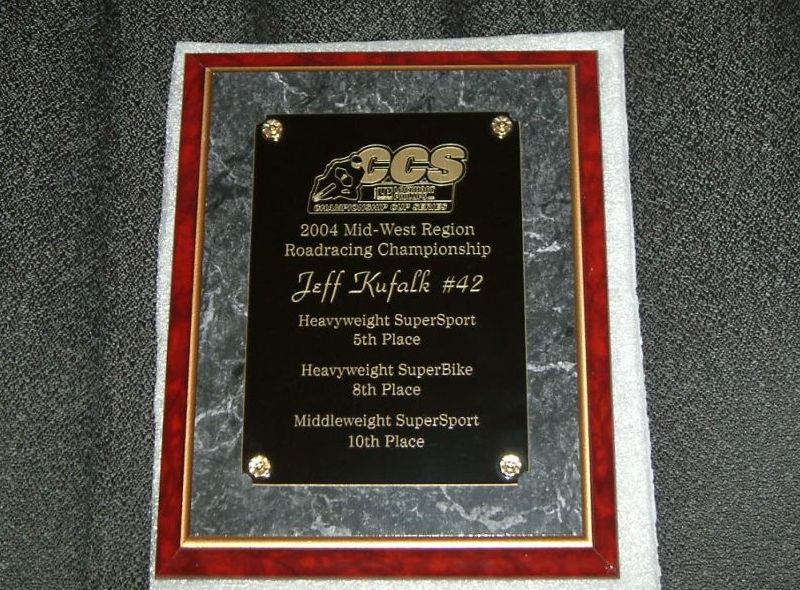 CCS
CHAMPIONSHIP CUP SERIES
2004 Mid-West Region
Roadracing Championship
Jeff Kufalk #42
Heavyweight SuperSport
5th Place
Heavyweight SuperBike
8th Place
Middleweight SuperSport
10th Place